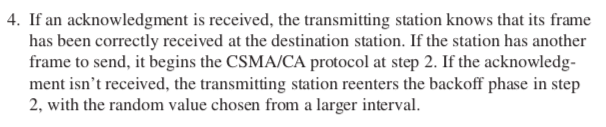 4. If an acknowledgment is received, the transmitting station knows that its frame
has been correctly received at the destination station. If the station has another
frame to send, it begins the CSMA/CA protocol at step 2. If the acknowledg-
ment isn’t received, the transmitting station reenters the backoff phase in step
2, with the random value chosen from a larger interval.